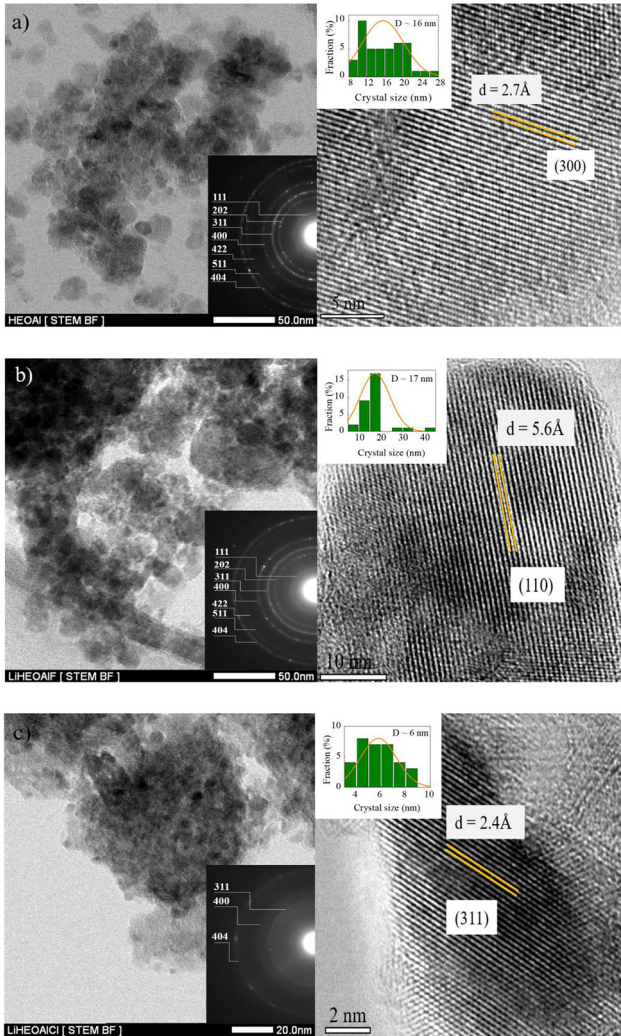 a)
111
202
311
400
422
511
404
HEOAl [ STEM BF ]
50.0nm
10
5
0
Fraction (%)
D ~ 16 nm
8 12 16 20 24 28
Crystal size (nm)
d = 2.7Å
(300)
5 nm
b)
111
202
311
400
422
511
404
LiHEOAlF [ STEM BF ]
50.0nm
15
10
5
0
Fraction (%)
D ~ 17 nm
10 20 30 40
Crystal size (nm)
d = 5.6Å
(110)
10 nm
c)
311
400
404
LiHEOAlCl [ STEM BF ]
20.0nm
10
5
0
Fraction (%)
D ~ 6 nm
4 6 8 10
Crystal size (nm)
d = 2.4Å
(311)
2 nm